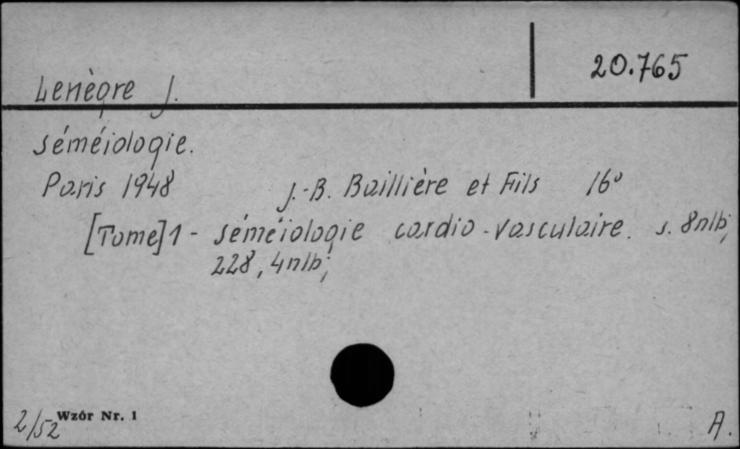 20.765
Lenègre J.
Séméiologie.
Paris 1948 J.-B. Baillière et Fils 16°
[Tome] 1 - Séméiologie cardio-vasculaire. s. 8nlb,
228, 4nlb;
2/52 Wzór Nr. 1 A.